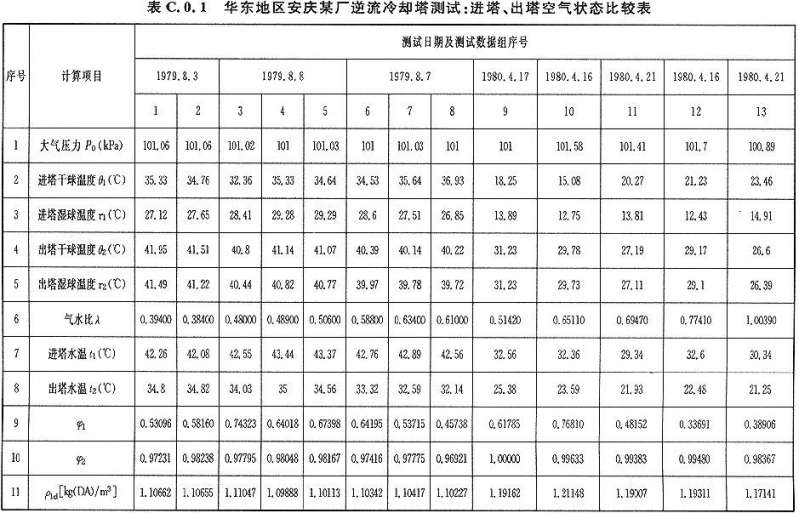 表 C.0.1 华东地区安庆某厂逆流冷却塔测试:进塔、出塔空气状态比较表
序号 计算项目 测试日期及测试数据组序号
1979.8.3 1979.8.8 1979.8.7 1980.4.17 1980.4.16 1980.4.21 1980.4.16 1980.4.21
1 2 3 4 5 6 7 8 9 10 11 12 13
1 大气压力 P₀(kPa) 101.06 101.06 101.02 101 101.03 101 101.03 101 101 101.58 101.41 101.7 100.89
2 进塔干球温度 θ₁(℃) 35.33 34.76 32.36 35.33 34.64 34.53 35.64 36.93 18.25 15.08 20.27 21.23 23.46
3 进塔湿球温度 τ₁(℃) 27.12 27.65 28.41 29.28 29.29 28.6 27.51 26.85 13.89 12.75 13.81 12.43 14.91
4 出塔干球温度 θ₂(℃) 41.95 41.51 40.8 41.14 41.07 40.39 40.14 40.22 31.23 29.78 27.19 29.17 26.6
5 出塔湿球温度 τ₂(℃) 41.49 41.22 40.44 40.82 40.77 39.97 39.78 39.72 31.23 29.73 27.11 29.1 26.39
6 气水比 λ 0.39400 0.38400 0.48000 0.48900 0.50600 0.58800 0.63400 0.61000 0.51420 0.65110 0.69470 0.77410 1.00390
7 进塔水温 t₁(℃) 42.26 42.08 42.55 43.44 43.37 42.76 42.89 42.56 32.56 32.36 29.34 32.6 30.34
8 出塔水温 t₂(℃) 34.8 34.82 34.03 35 34.56 33.32 32.59 32.14 25.38 23.59 21.93 22.48 21.25
9 φ₁ 0.53096 0.58160 0.74323 0.64018 0.67398 0.64195 0.53715 0.45738 0.61785 0.76810 0.48152 0.33691 0.38906
10 φ₂ 0.97231 0.98238 0.97795 0.98048 0.98167 0.97416 0.97775 0.96921 1.00000 0.99633 0.99383 0.99480 0.98367
11 ρ₁d[kg(DA)/m³] 1.10662 1.10655 1.11047 1.09888 1.10113 1.10342 1.10417 1.10227 1.19162 1.21148 1.19007 1.19311 1.17141